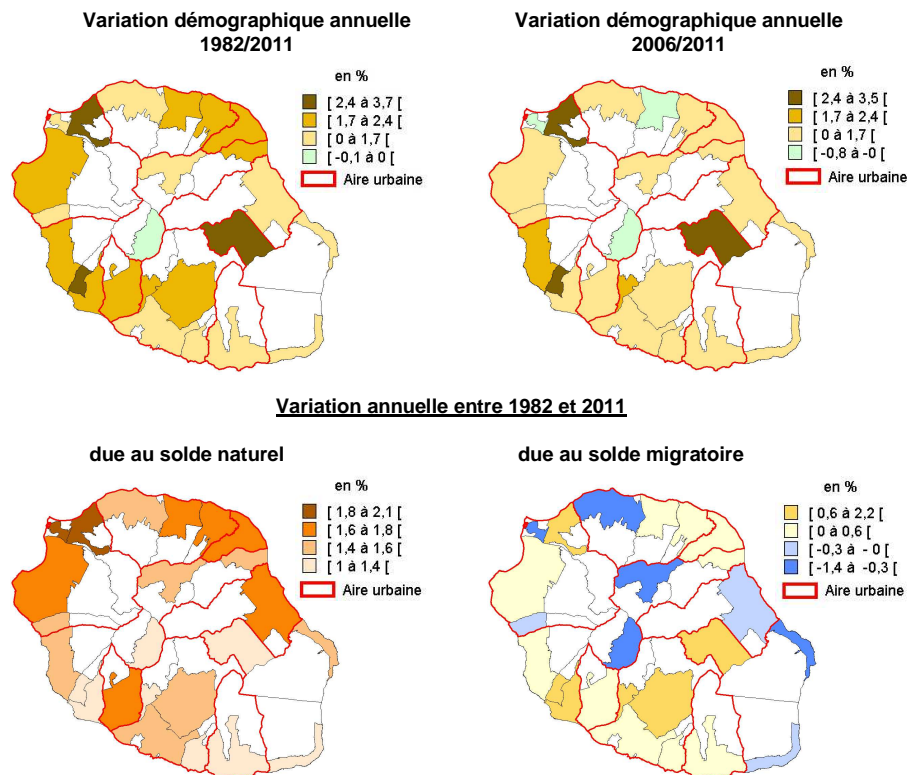 Variation démographique annuelle
1982/2011
en %
[ 2,4 à 3,7 [
[ 1,7 à 2,4 [
[ 0 à 1,7 [
[ -0,1 à 0 [
Aire urbaine
Variation démographique annuelle
2006/2011
en %
[ 2,4 à 3,5 [
[ 1,7 à 2,4 [
[ 0 à 1,7 [
[ -0,8 à -0 [
Aire urbaine
Variation annuelle entre 1982 et 2011
due au solde naturel
en %
[ 1,8 à 2,1 [
[ 1,6 à 1,8 [
[ 1,4 à 1,6 [
[ 1 à 1,4 [
Aire urbaine
due au solde migratoire
en %
[ 0,6 à 2,2 [
[ 0 à 0,6 [
[ -0,3 à - 0 [
[ -1,4 à -0,3 [
Aire urbaine